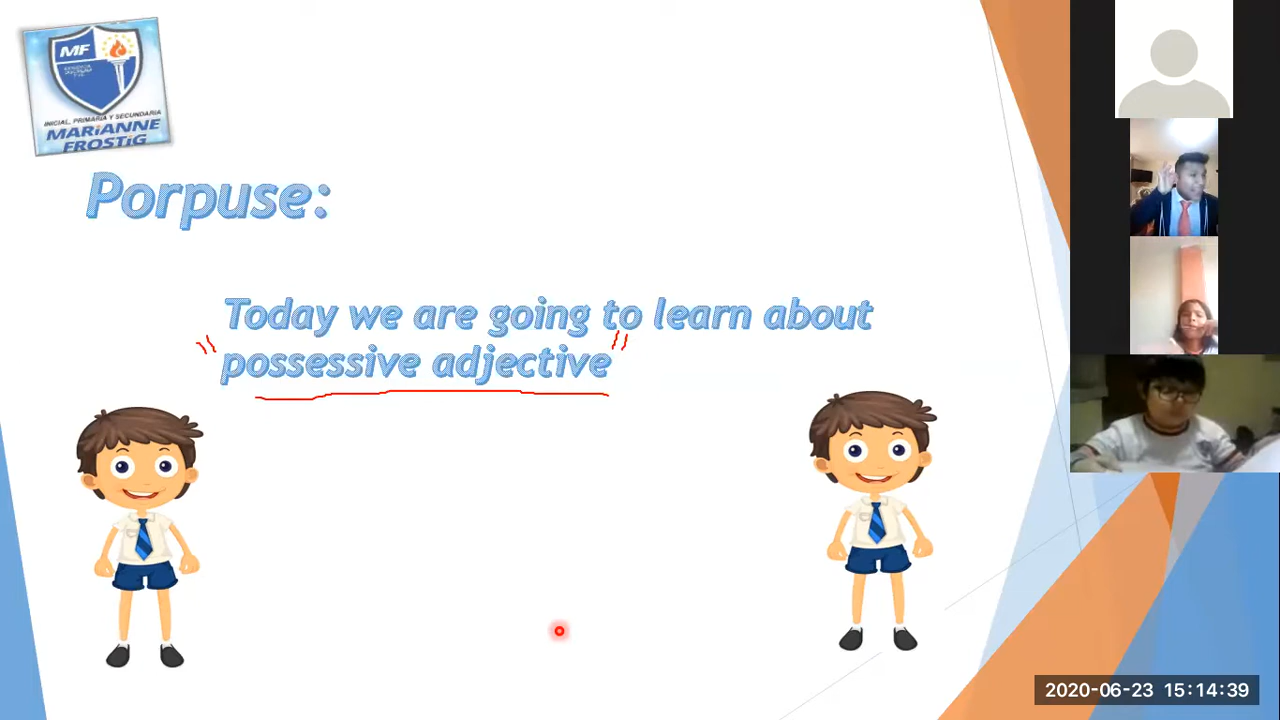 MF
INICIAL, PRIMARIA Y SECUNDARIA
MARiANNE
FROSTiG
Porpuse:
Today we are going to learn about
"possessive adjective"
2020-06-23 15:14:39